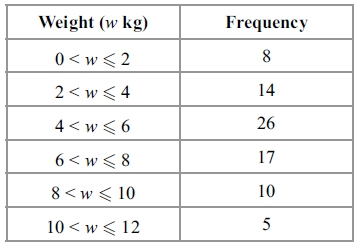 Weight (w kg) Frequency
0 < w ⩽ 2 8
2 < w ⩽ 4 14
4 < w ⩽ 6 26
6 < w ⩽ 8 17
8 < w ⩽ 10 10
10 < w ⩽ 12 5